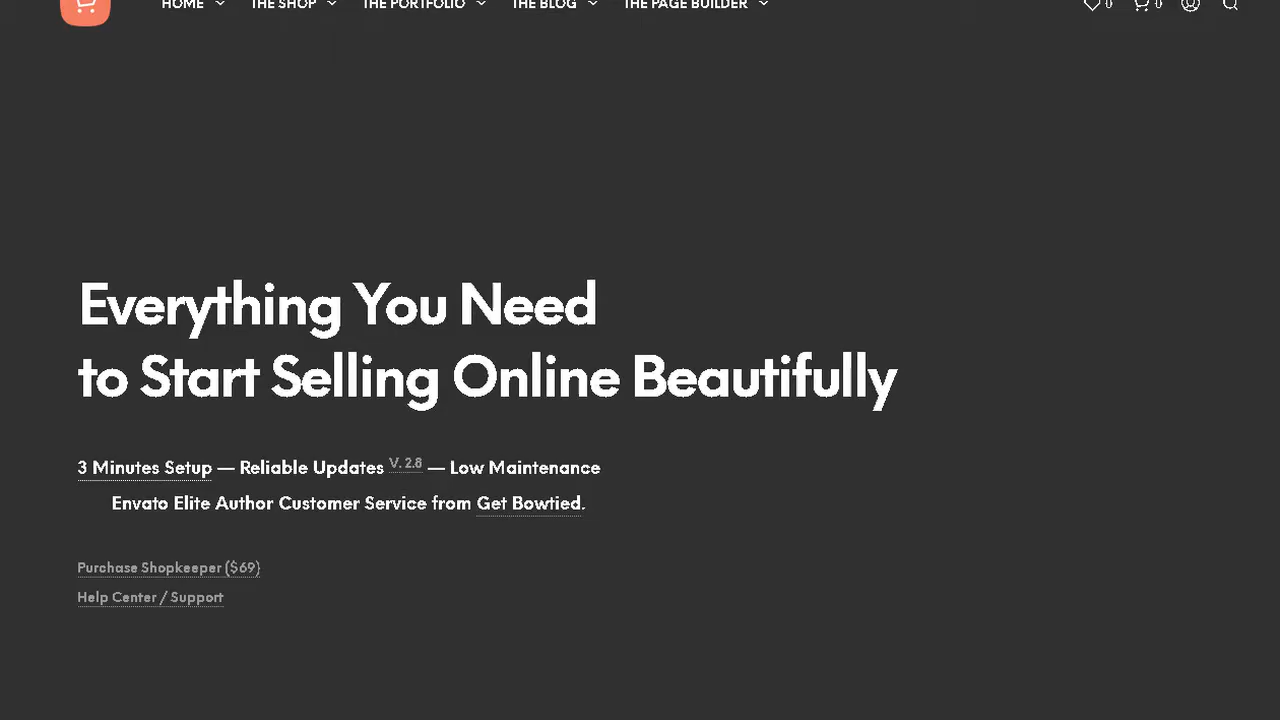 HOME THE SHOP THE PORTFOLIO THE BLOG THE PAGE BUILDER 0 0
Everything You Need
to Start Selling Online Beautifully
3 Minutes Setup — Reliable Updates V. 2.8 — Low Maintenance
Envato Elite Author Customer Service from Get Bowtied.
Purchase Shopkeeper ($69)
Help Center / Support